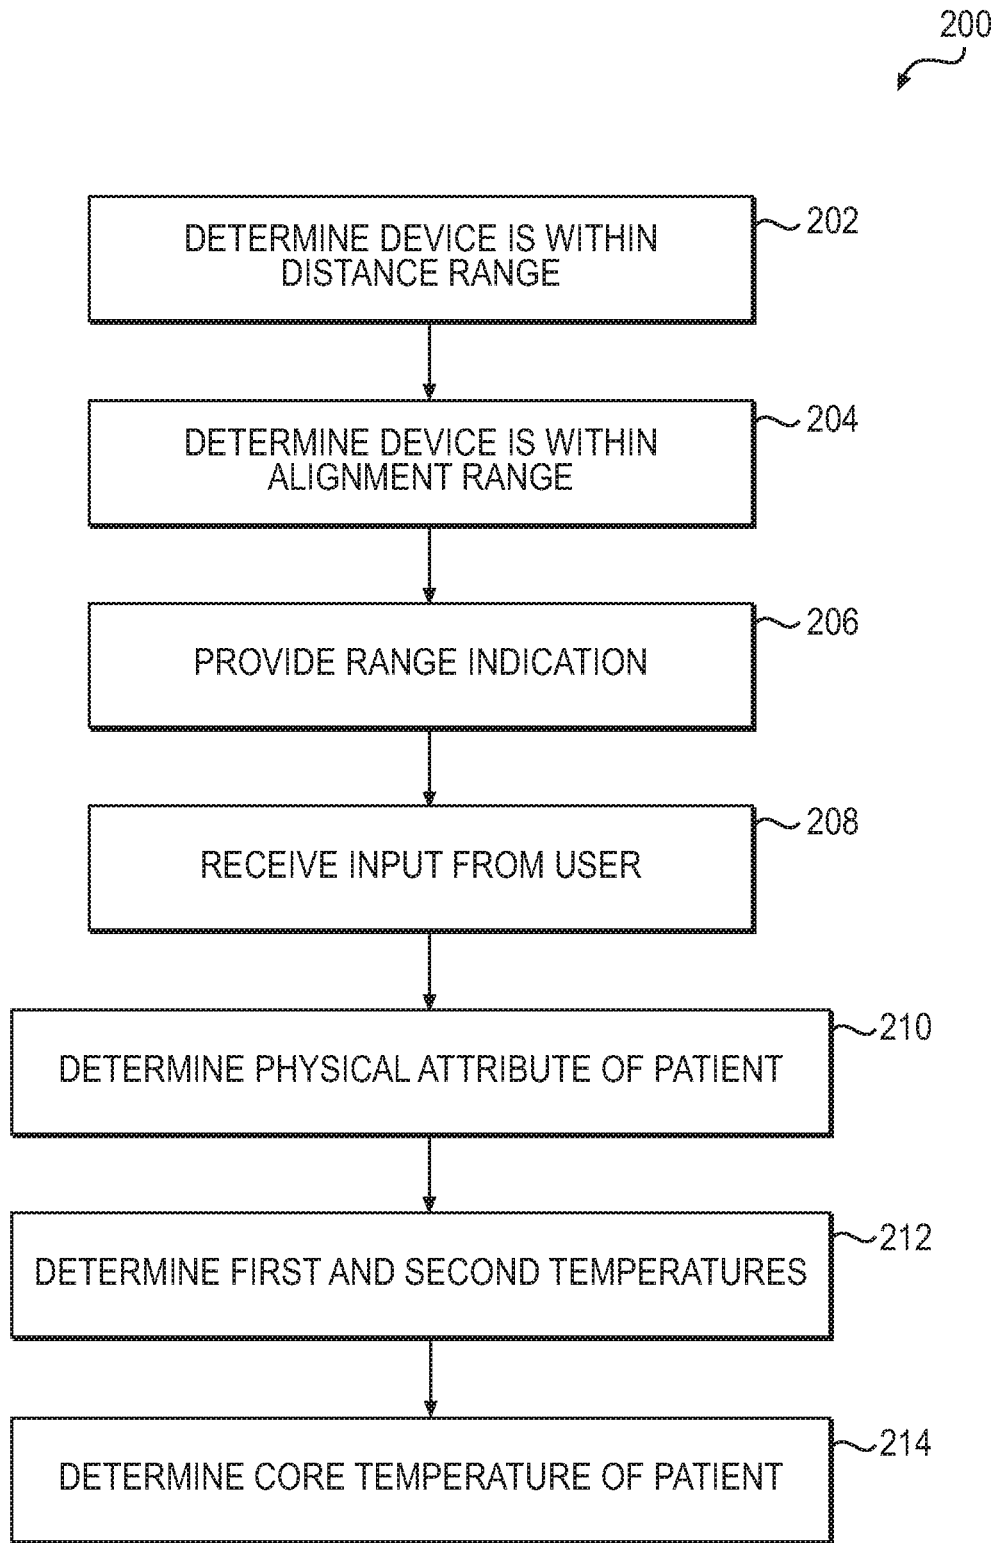 200
DETERMINE DEVICE IS WITHIN
DISTANCE RANGE
202
DETERMINE DEVICE IS WITHIN
ALIGNMENT RANGE
204
PROVIDE RANGE INDICATION
206
RECEIVE INPUT FROM USER
208
DETERMINE PHYSICAL ATTRIBUTE OF PATIENT
210
DETERMINE FIRST AND SECOND TEMPERATURES
212
DETERMINE CORE TEMPERATURE OF PATIENT
214